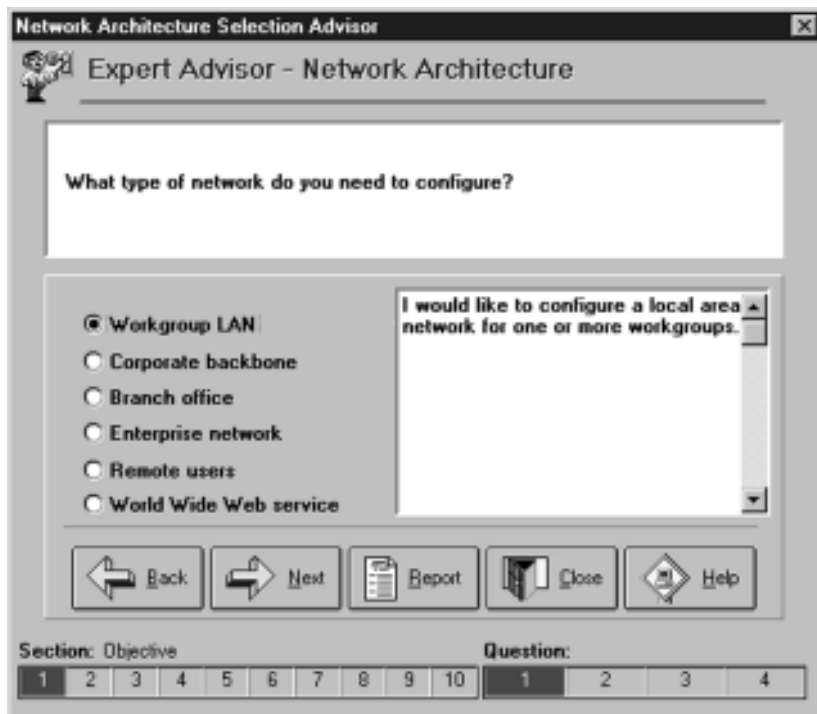 Network Architecture Selection Advisor
Expert Advisor - Network Architecture
What type of network do you need to configure?
Workgroup LAN
Corporate backbone
Branch office
Enterprise network
Remote users
World Wide Web service
I would like to configure a local area
network for one or more workgroups.
Back Next Report Close Help
Section: Objective Question:
1 2 3 4 5 6 7 8 9 10 1 2 3 4